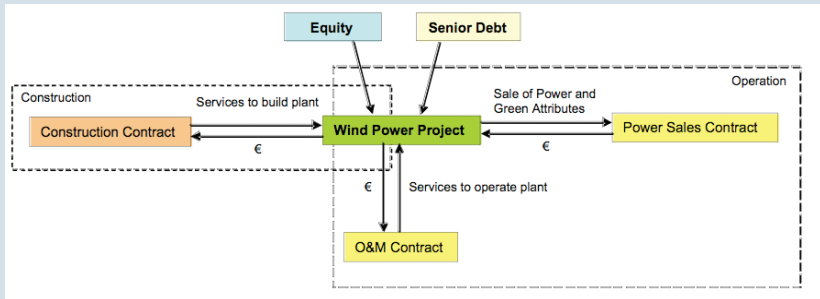 Equity
Senior Debt
Operation
Construction
Services to build plant
Sale of Power and
Green Attributes
Construction Contract
Wind Power Project
Power Sales Contract
€
€
€
Services to operate plant
O&M Contract